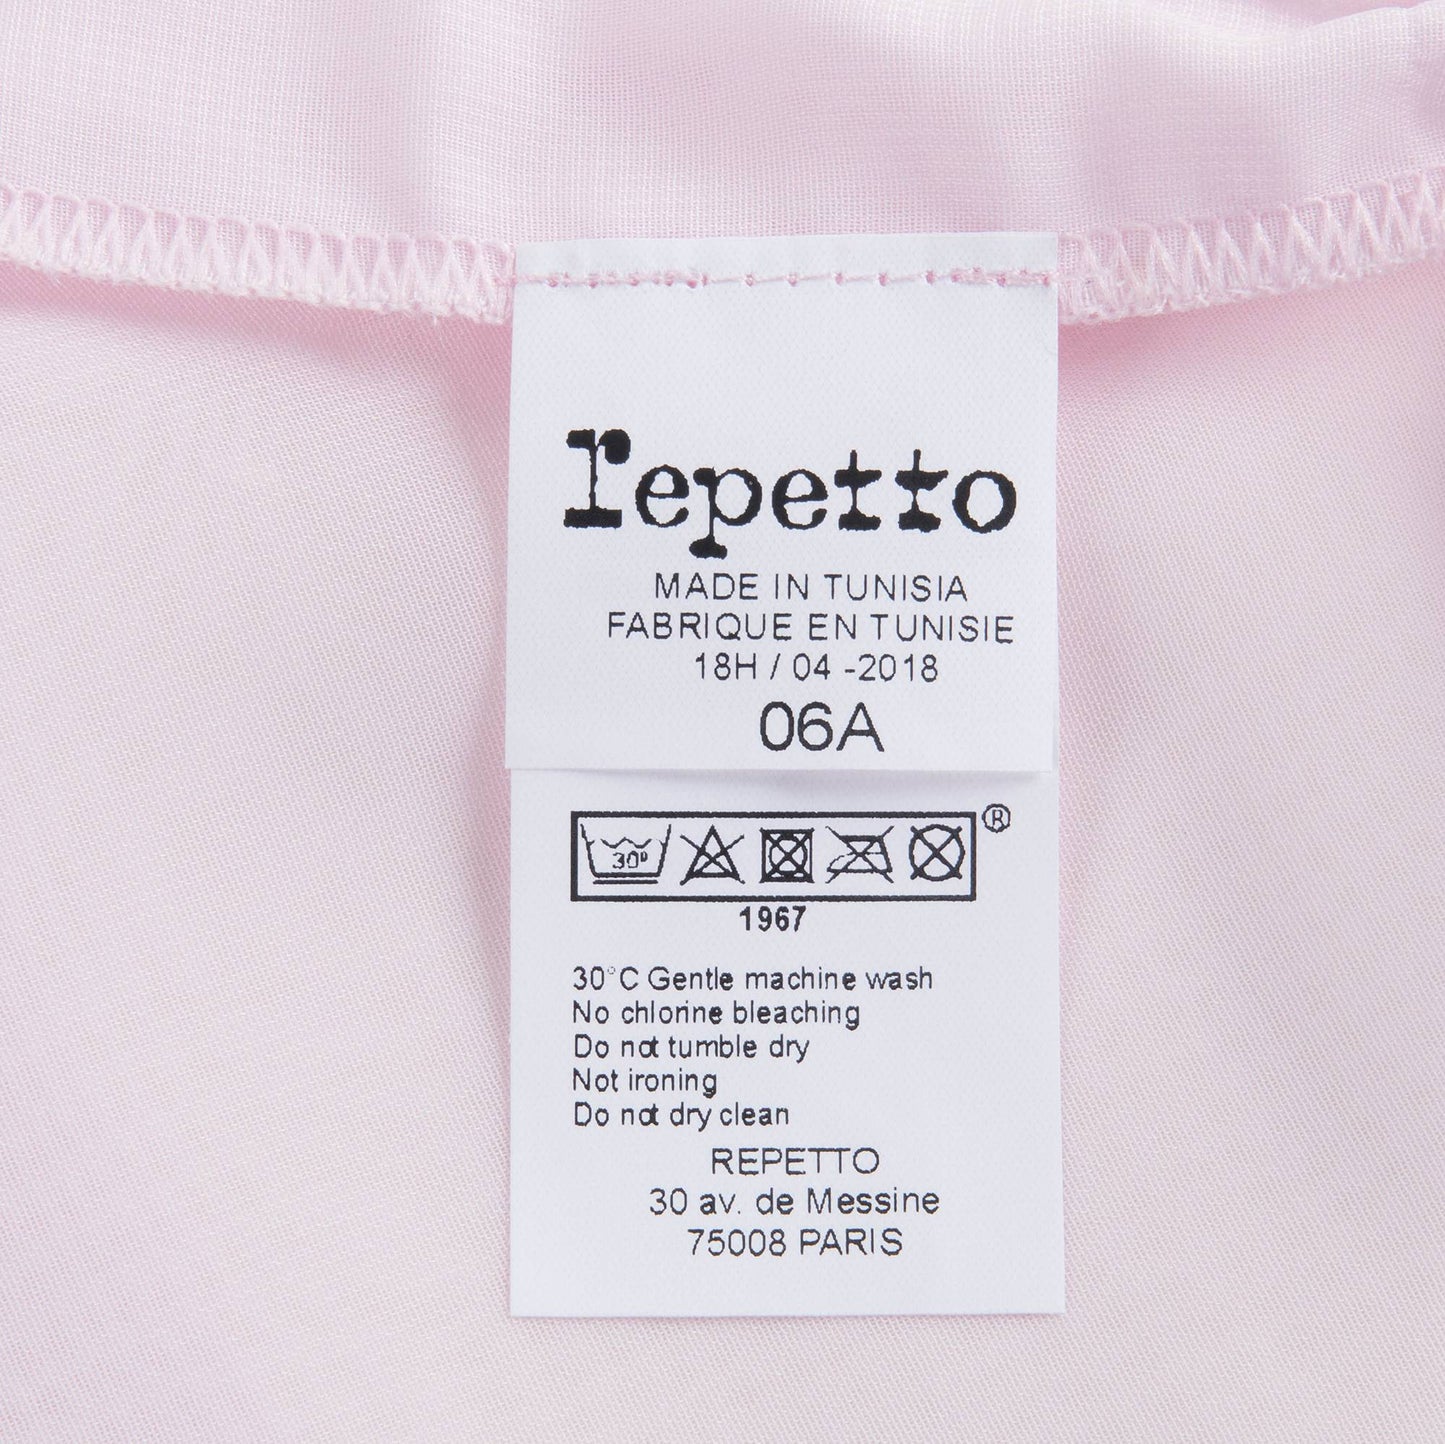 repetto
MADE IN TUNISIA
FABRIQUE EN TUNISIE
18H / 04 -2018
06A
®
30°
1967
30°C Gentle machine wash
No chlorine bleaching
Do not tumble dry
Not ironing
Do not dry clean
REPETTO
30 av. de Messine
75008 PARIS